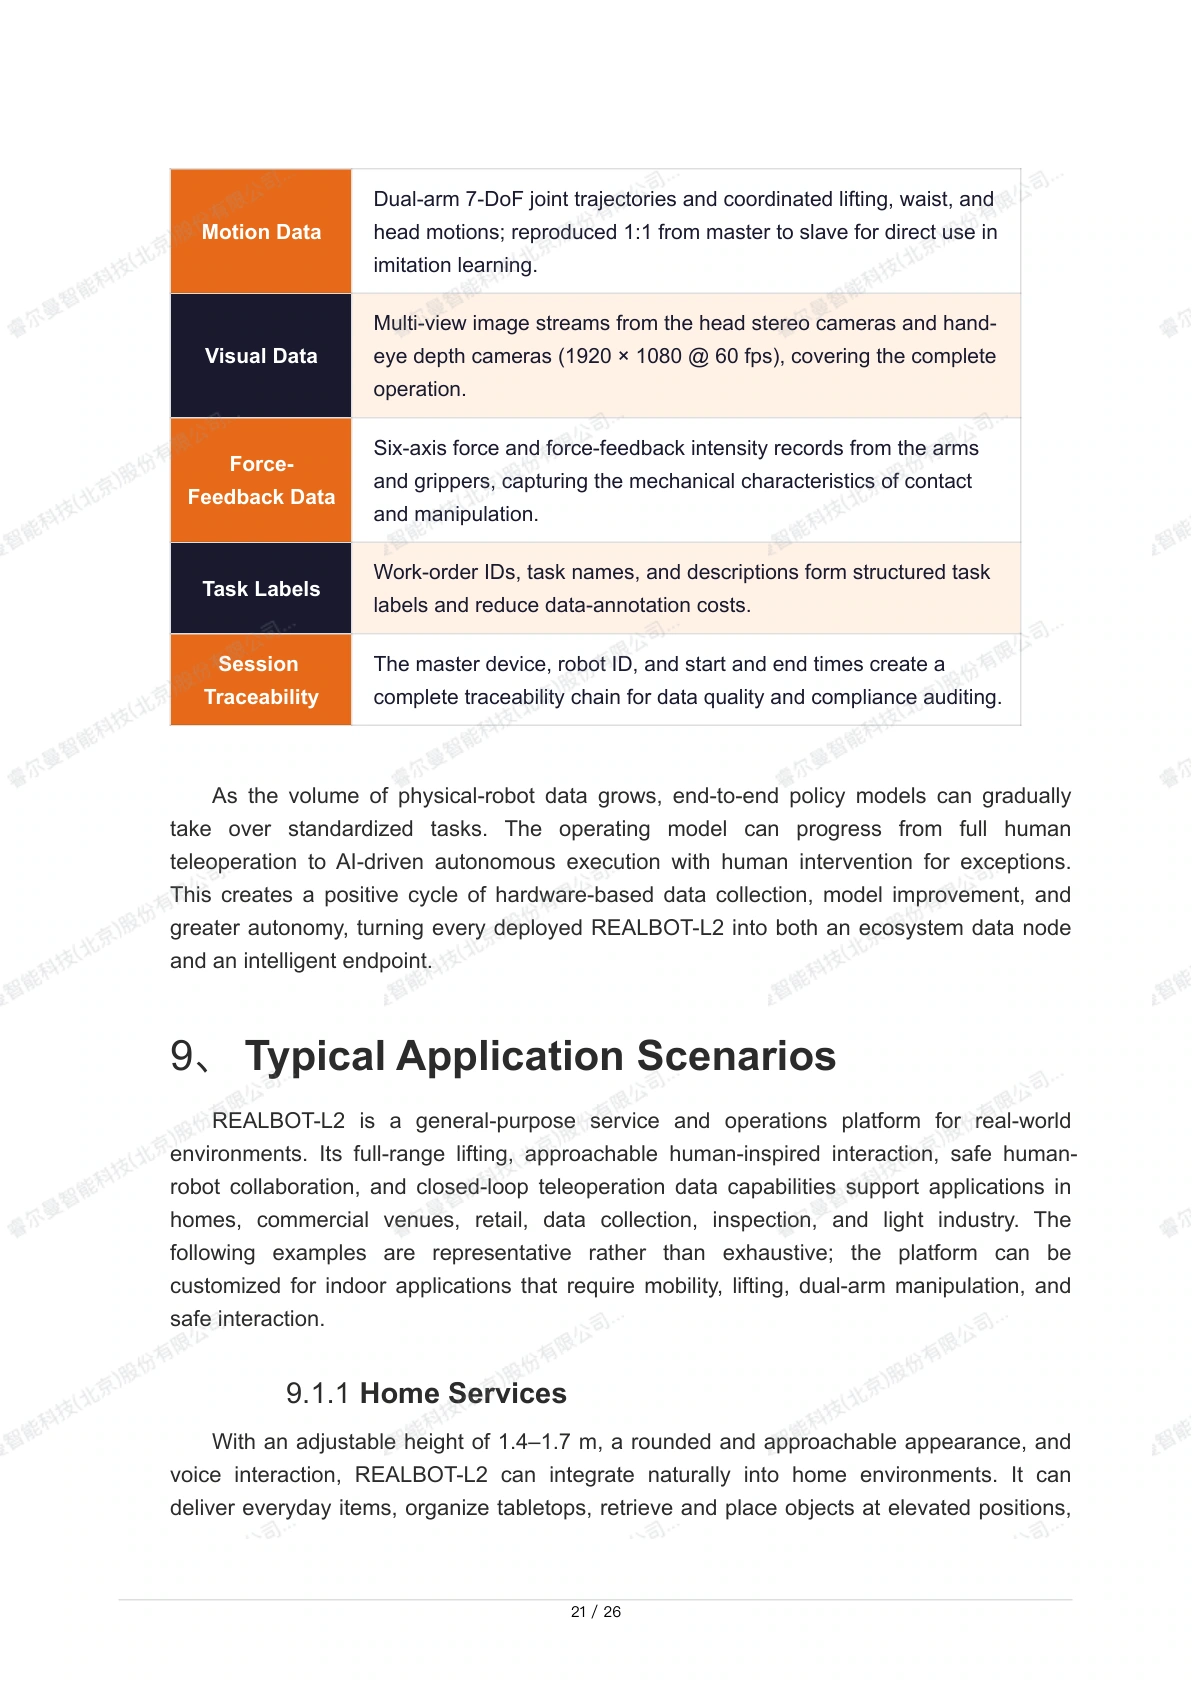 Motion Data
Dual-arm 7-DoF joint trajectories and coordinated lifting, waist, and
head motions; reproduced 1:1 from master to slave for direct use in
imitation learning.
Visual Data
Multi-view image streams from the head stereo cameras and hand-
eye depth cameras (1920 × 1080 @ 60 fps), covering the complete
operation.
Force-
Feedback Data
Six-axis force and force-feedback intensity records from the arms
and grippers, capturing the mechanical characteristics of contact
and manipulation.
Task Labels
Work-order IDs, task names, and descriptions form structured task
labels and reduce data-annotation costs.
Session
Traceability
The master device, robot ID, and start and end times create a
complete traceability chain for data quality and compliance auditing.
As the volume of physical-robot data grows, end-to-end policy models can gradually
take over standardized tasks. The operating model can progress from full human
teleoperation to AI-driven autonomous execution with human intervention for exceptions.
This creates a positive cycle of hardware-based data collection, model improvement, and
greater autonomy, turning every deployed REALBOT-L2 into both an ecosystem data node
and an intelligent endpoint.
9、 Typical Application Scenarios
REALBOT-L2 is a general-purpose service and operations platform for real-world
environments. Its full-range lifting, approachable human-inspired interaction, safe human-
robot collaboration, and closed-loop teleoperation data capabilities support applications in
homes, commercial venues, retail, data collection, inspection, and light industry. The
following examples are representative rather than exhaustive; the platform can be
customized for indoor applications that require mobility, lifting, dual-arm manipulation, and
safe interaction.
9.1.1 Home Services
With an adjustable height of 1.4–1.7 m, a rounded and approachable appearance, and
voice interaction, REALBOT-L2 can integrate naturally into home environments. It can
deliver everyday items, organize tabletops, retrieve and place objects at elevated positions,
21 / 26
睿尔曼智能科技(北京)股份有限公司...